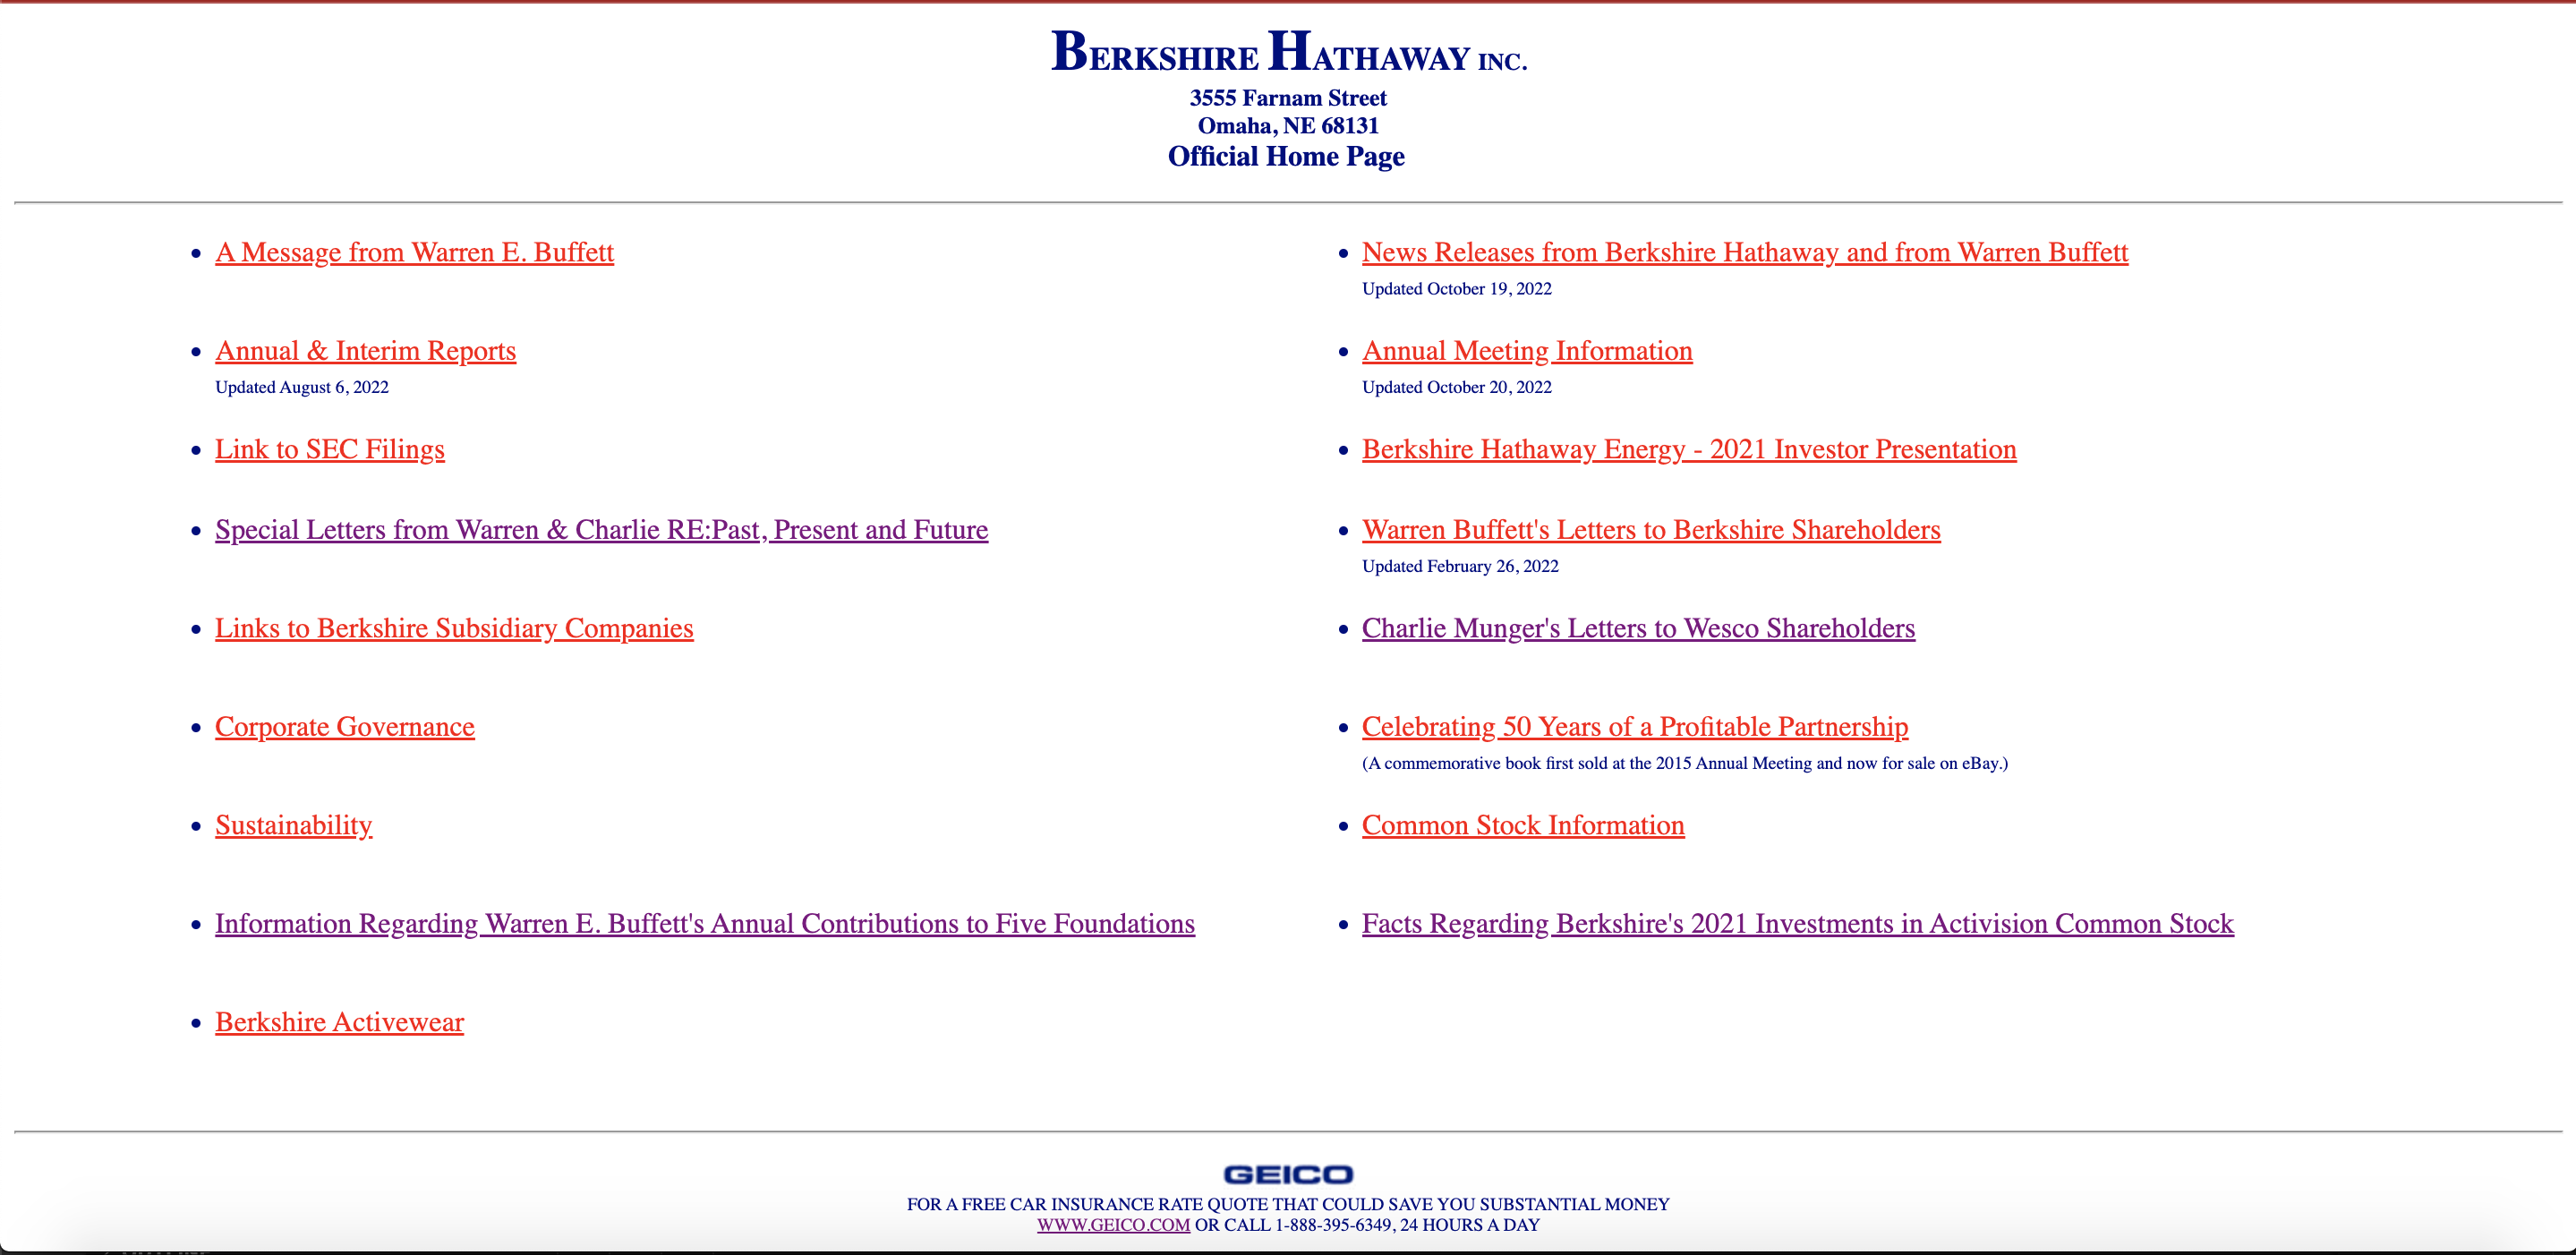 BERKSHIRE HATHAWAY INC.
3555 Farnam Street
Omaha, NE 68131
Official Home Page
A Message from Warren E. Buffett
News Releases from Berkshire Hathaway and from Warren Buffett
Updated October 19, 2022
Annual & Interim Reports
Updated August 6, 2022
Annual Meeting Information
Updated October 20, 2022
Link to SEC Filings
Berkshire Hathaway Energy - 2021 Investor Presentation
Special Letters from Warren & Charlie RE:Past, Present and Future
Warren Buffett's Letters to Berkshire Shareholders
Updated February 26, 2022
Links to Berkshire Subsidiary Companies
Charlie Munger's Letters to Wesco Shareholders
Corporate Governance
Celebrating 50 Years of a Profitable Partnership
(A commemorative book first sold at the 2015 Annual Meeting and now for sale on eBay.)
Sustainability
Common Stock Information
Information Regarding Warren E. Buffett's Annual Contributions to Five Foundations
Facts Regarding Berkshire's 2021 Investments in Activision Common Stock
Berkshire Activewear
GEICO
FOR A FREE CAR INSURANCE RATE QUOTE THAT COULD SAVE YOU SUBSTANTIAL MONEY
WWW.GEICO.COM OR CALL 1-888-395-6349, 24 HOURS A DAY